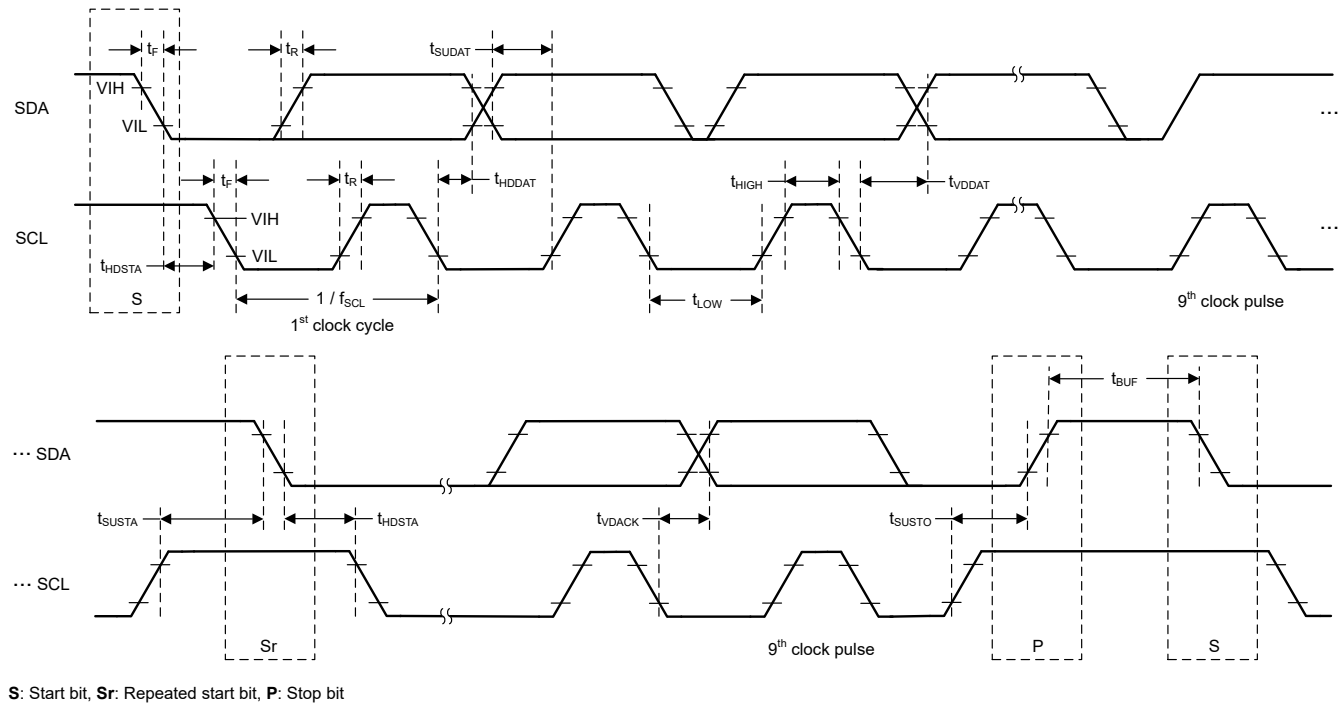 tF
tR
tSUDAT
VIH
SDA
VIL
...
tF
tR
tHDDAT
tHIGH
tVDDAT
VIH
SCL
...
VIL
tHDSTA
S
1 / fSCL
tLOW
9th clock pulse
1st clock cycle
tBUF
... SDA
tSUSTA
tHDSTA
tVDACK
tSUSTO
... SCL
Sr
9th clock pulse
P
S
S: Start bit, Sr: Repeated start bit, P: Stop bit